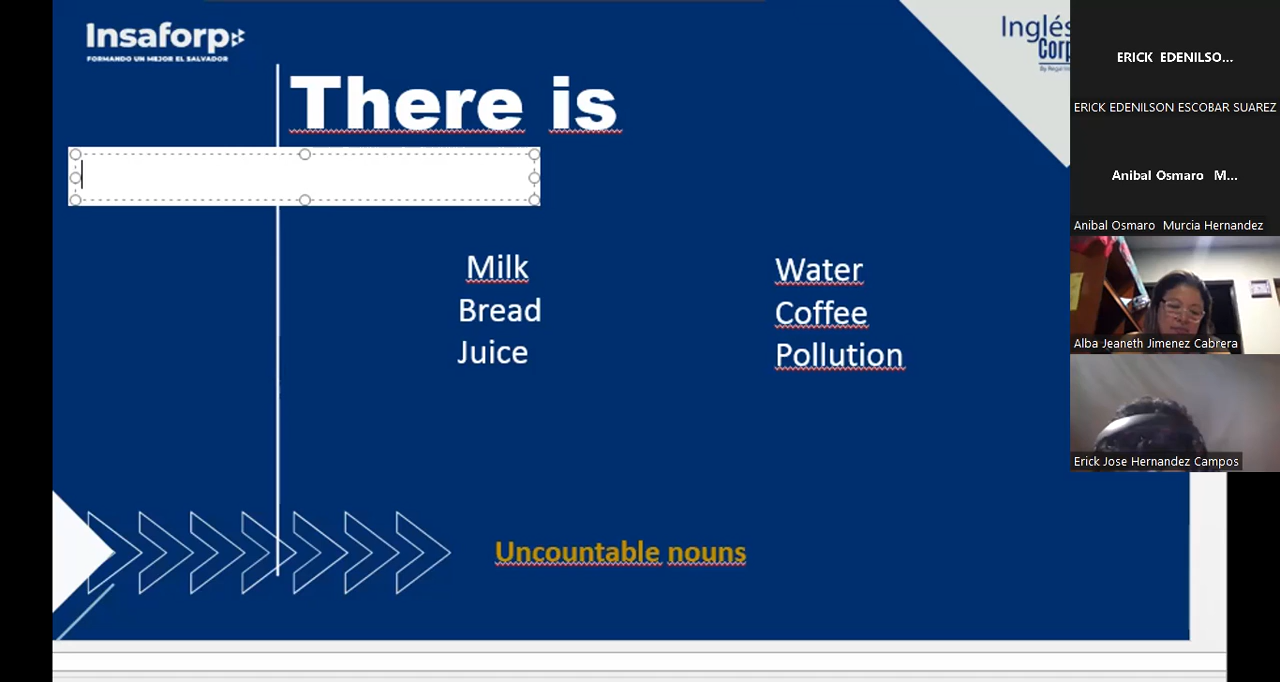 Insaforp
FORMANDO UN MEJOR EL SALVADOR
Inglés
Corp
There is
Milk
Bread
Juice
Water
Coffee
Pollution
Uncountable nouns
ERICK EDENILSO...
ERICK EDENILSON ESCOBAR SUAREZ
Anibal Osmaro M...
Anibal Osmaro Murcia Hernandez
Alba Jeaneth Jimenez Cabrera
Erick Jose Hernandez Campos